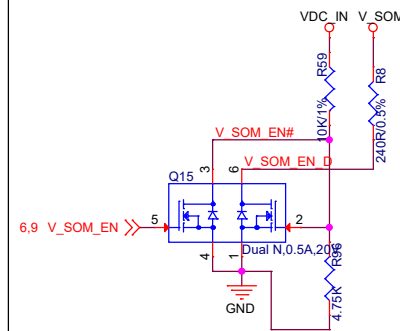 VDC_IN
V_SOM
R59
10K/1%
R8
240R/0.5%
V_SOM_EN#
3
6
V_SOM_EN_D
Q15
6,9
V_SOM_EN
5
2
4
1
Dual N,0.5A,20V
R96
4.75K
GND